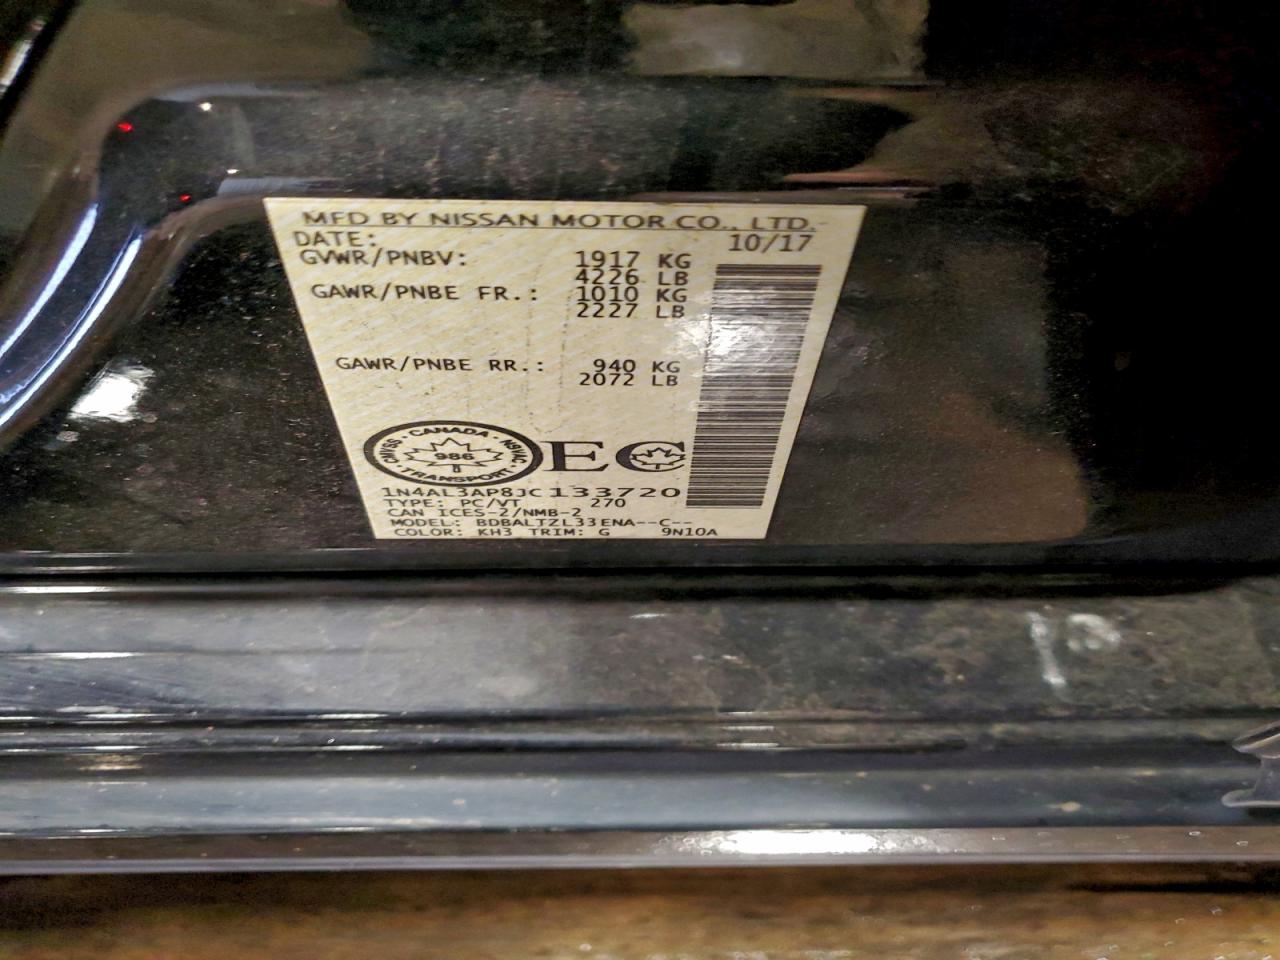 MFD BY NISSAN MOTOR CO., LTD.
DATE: 10/17
GVWR/PNBV: 1917 KG
4226 LB
GAWR/PNBE FR.: 1010 KG
2227 LB
GAWR/PNBE RR.: 940 KG
2072 LB
CANADA
CMVSS NSVAC
986
TRANSPORT
EC
1N4AL3AP8JC133720
TYPE: PC/VT 270
CAN ICES-2/NMB-2
MODEL: BDBALTZL33ENA--C--
COLOR: KH3 TRIM: G 9N10A